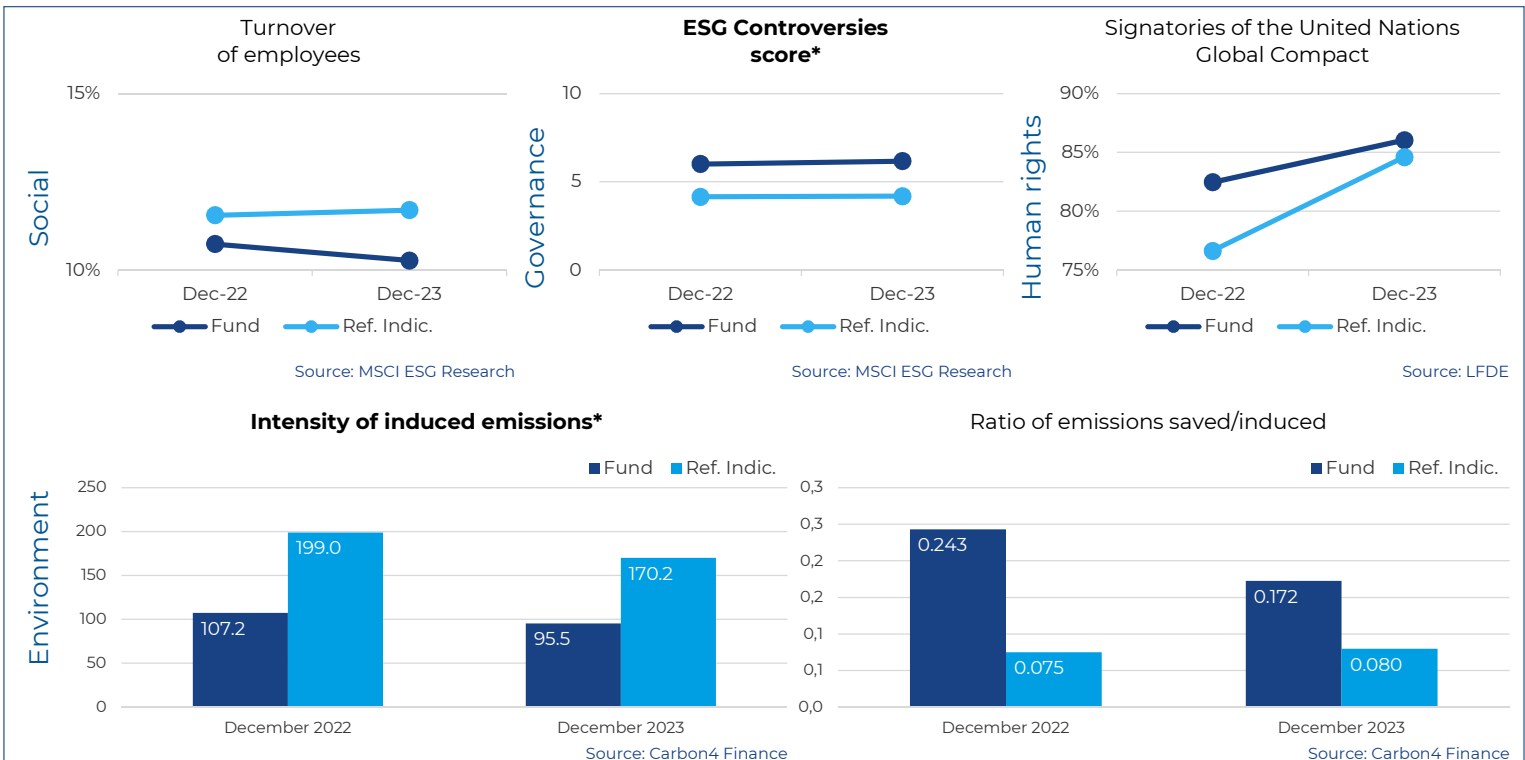 Turnover
of employees
15%
10%
Social
Dec-22
Dec-23
Fund
Ref. Indic.
Source: MSCI ESG Research
ESG Controversies
score*
10
5
0
Governance
Dec-22
Dec-23
Fund
Ref. Indic.
Source: MSCI ESG Research
Signatories of the United Nations
Global Compact
90%
85%
80%
75%
Human rights
Dec-22
Dec-23
Fund
Ref. Indic.
Source: LFDE
Intensity of induced emissions*
Fund
Ref. Indic.
Environment
250
200
150
100
50
0
107.2
199.0
95.5
170.2
December 2022
December 2023
Source: Carbon4 Finance
Ratio of emissions saved/induced
Fund
Ref. Indic.
0,3
0,3
0,2
0,2
0,1
0,1
0,0
0.243
0.075
0.172
0.080
December 2022
December 2023
Source: Carbon4 Finance